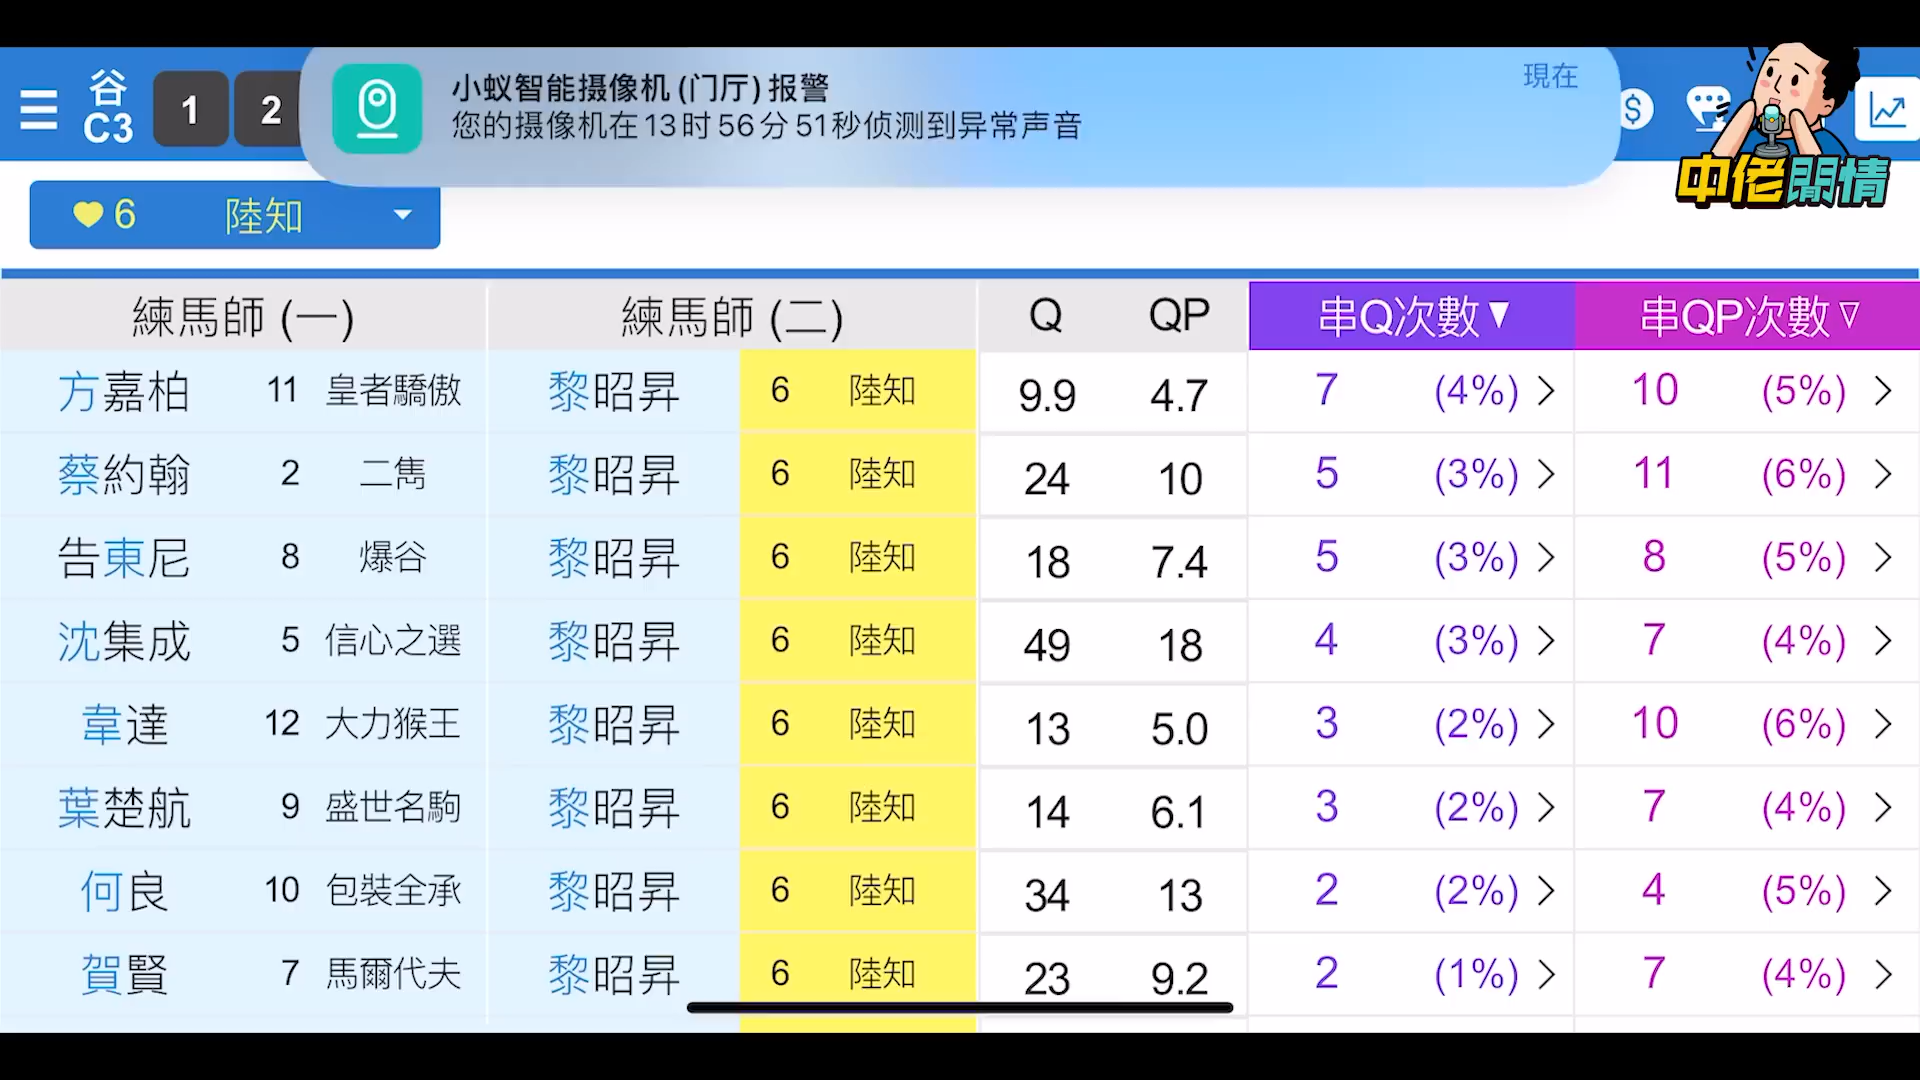 谷
C3
1
2
小蚁智能摄像机 (门厅) 报警
您的摄像机在13时56分51秒侦测到异常声音
現在
$
中佬閒情
6 陸知
練馬師 (一) 練馬師 (二) Q QP 串Q次數▼ 串QP次數▽
方嘉柏 11 皇者驕傲 黎昭昇 6 陸知 9.9 4.7 7 (4%) > 10 (5%) >
蔡約翰 2 二雋 黎昭昇 6 陸知 24 10 5 (3%) > 11 (6%) >
告東尼 8 爆谷 黎昭昇 6 陸知 18 7.4 5 (3%) > 8 (5%) >
沈集成 5 信心之選 黎昭昇 6 陸知 49 18 4 (3%) > 7 (4%) >
韋達 12 大力猴王 黎昭昇 6 陸知 13 5.0 3 (2%) > 10 (6%) >
葉楚航 9 盛世名駒 黎昭昇 6 陸知 14 6.1 3 (2%) > 7 (4%) >
何良 10 包裝全承 黎昭昇 6 陸知 34 13 2 (2%) > 4 (5%) >
賀賢 7 馬爾代夫 黎昭昇 6 陸知 23 9.2 2 (1%) > 7 (4%) >